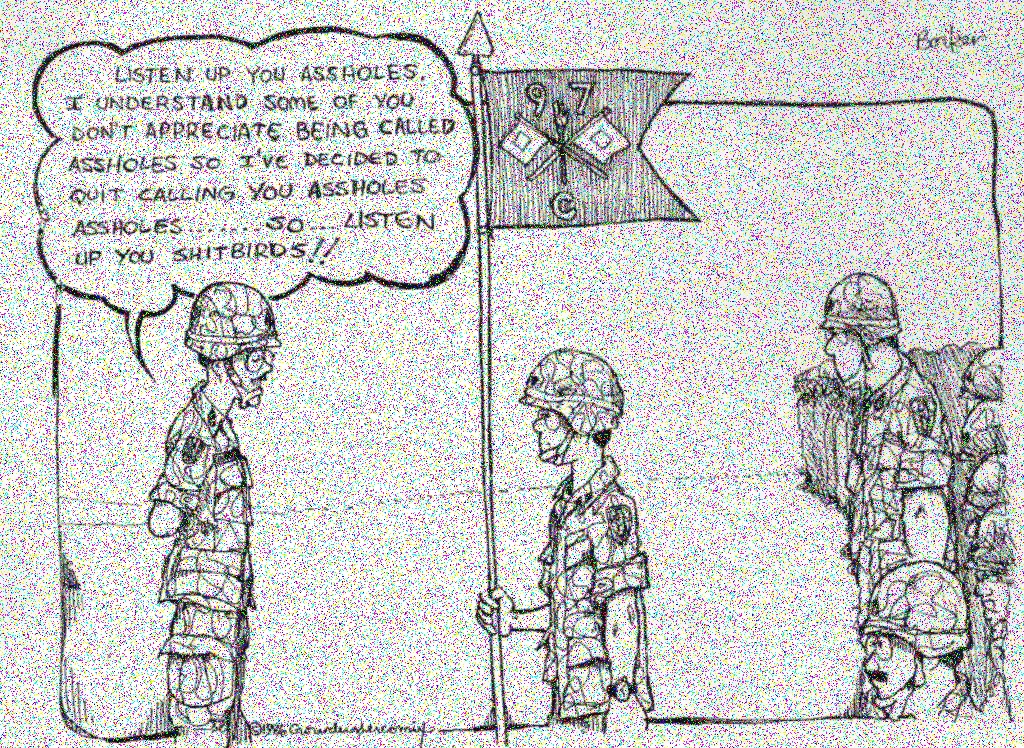 LISTEN UP YOU ASSHOLES.
I UNDERSTAND SOME OF YOU
DON'T APPRECIATE BEING CALLED
ASSHOLES SO I'VE DECIDED TO
QUIT CALLING YOU ASSHOLES
ASSHOLES.......SO....LISTEN
UP YOU SHITBIRDS!!
97
C